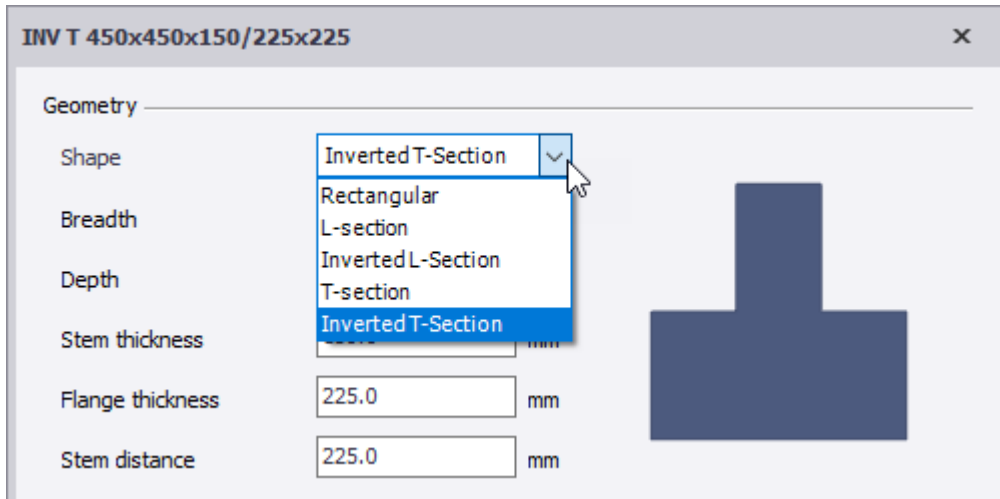 INV T 450x450x150/225x225
Geometry
Shape
Inverted T-Section
Rectangular
L-section
Inverted L-Section
T-section
Inverted T-Section
Breadth
Depth
Stem thickness
mm
Flange thickness
225.0 mm
Stem distance
225.0 mm